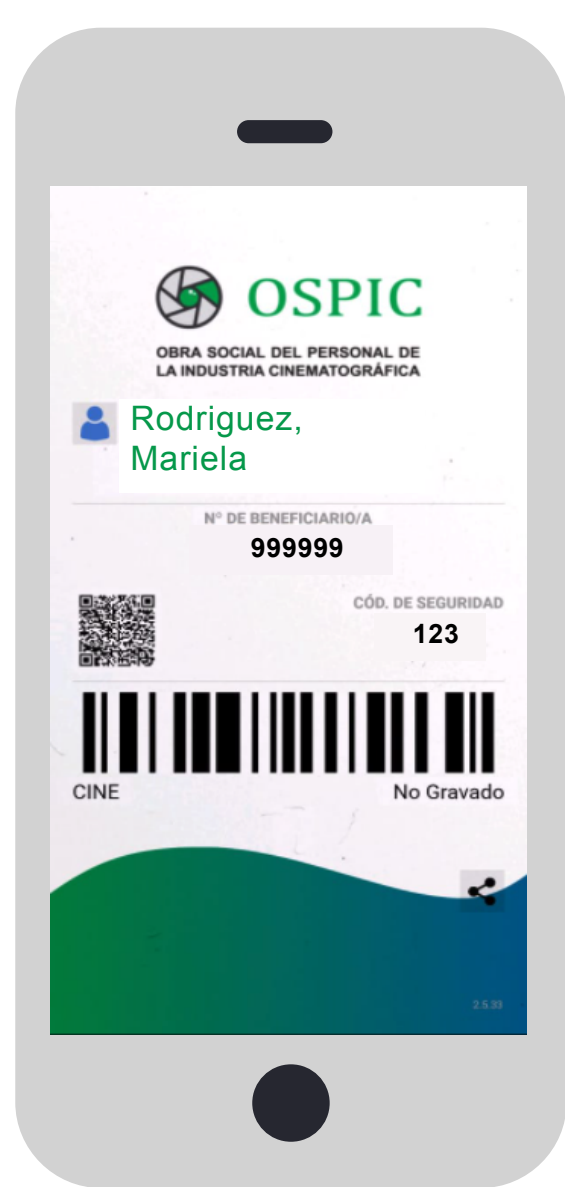 OSPIC
OBRA SOCIAL DEL PERSONAL DE
LA INDUSTRIA CINEMATOGRÁFICA
Rodriguez,
Mariela
N° DE BENEFICIARIO/A
999999
CÓD. DE SEGURIDAD
123
CINE No Gravado
2.5.33